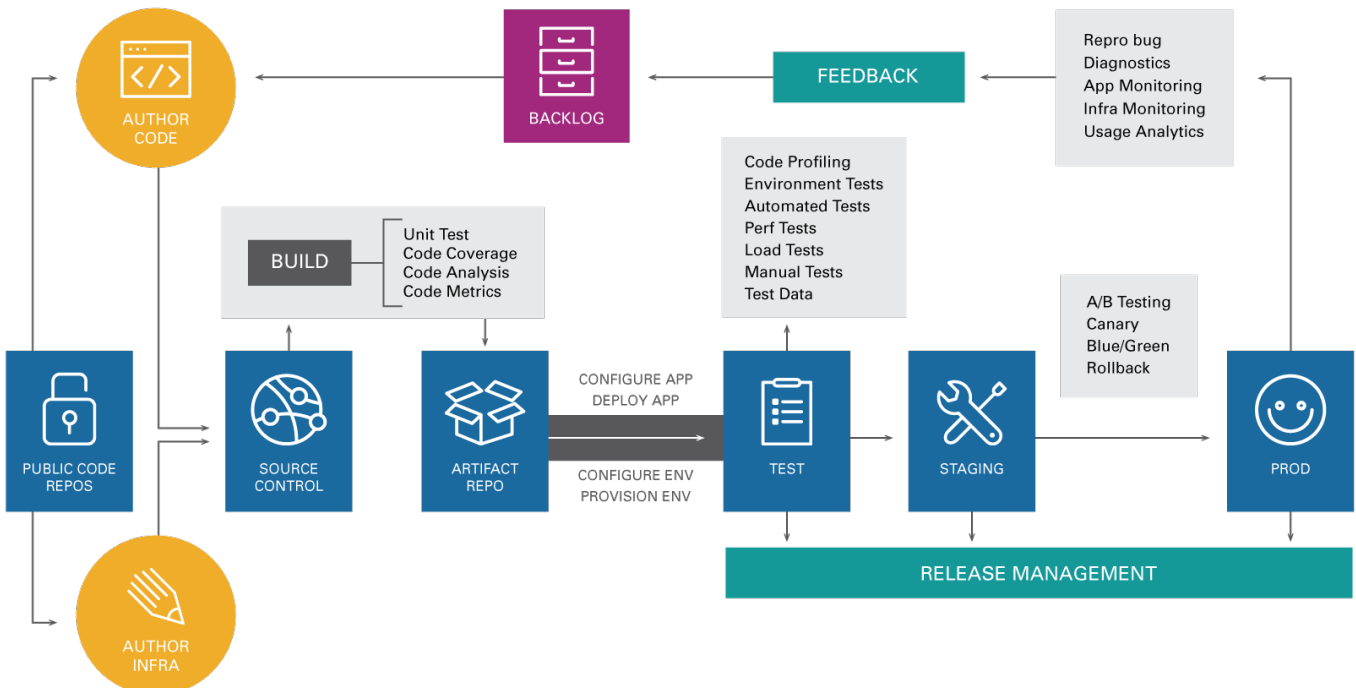 AUTHOR
CODE
BACKLOG
FEEDBACK
Repro bug
Diagnostics
App Monitoring
Infra Monitoring
Usage Analytics
BUILD
Unit Test
Code Coverage
Code Analysis
Code Metrics
Code Profiling
Environment Tests
Automated Tests
Perf Tests
Load Tests
Manual Tests
Test Data
A/B Testing
Canary
Blue/Green
Rollback
PUBLIC CODE
REPOS
SOURCE
CONTROL
ARTIFACT
REPO
CONFIGURE APP
DEPLOY APP
CONFIGURE ENV
PROVISION ENV
TEST
STAGING
PROD
RELEASE MANAGEMENT
AUTHOR
INFRA